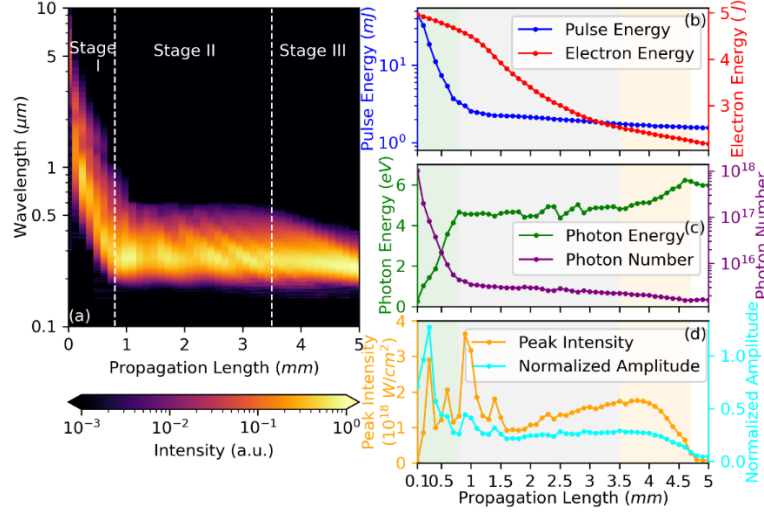 10
5
1
0.5
0.1
Wavelength (μm)
Stage
I
Stage II
Stage III
(a)
0
1
2
3
4
5
Propagation Length (mm)
10⁻³
10⁻²
10⁻¹
10⁰
Intensity (a.u.)
Pulse Energy (mJ)
10¹
10⁰
(b)
Pulse Energy
Electron Energy
5
4
3
Electron Energy (J)
Photon Energy (eV)
6
4
2
0
(c)
Photon Energy
Photon Number
10¹⁸
10¹⁷
10¹⁶
Photon Number
Peak Intensity
(10¹⁸ W/cm²)
4
3
2
1
0
(d)
Peak Intensity
Normalized Amplitude
1.0
0.5
0.0
Normalized Amplitude
0.1
0.5
1
1.5
2
2.5
3
3.5
4
4.5
5
Propagation Length (mm)